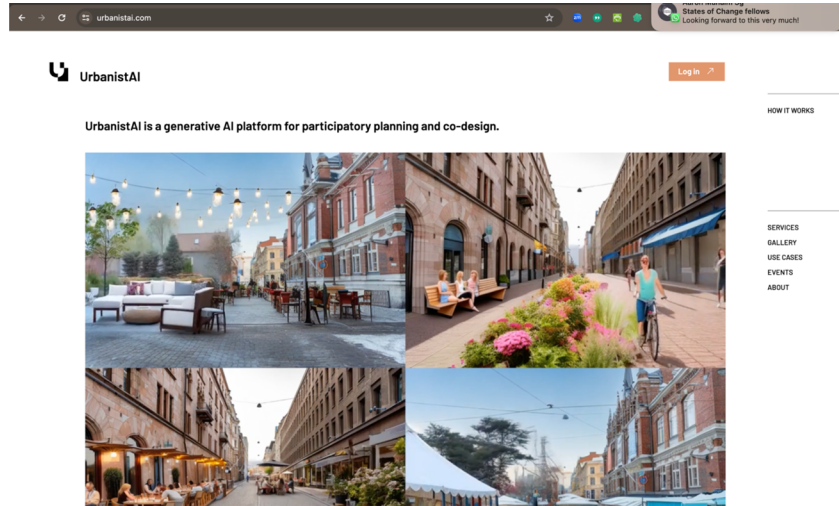 urbanistai.com
States of Change fellows
Looking forward to this very much!
UrbanistAI
Log in
HOW IT WORKS
UrbanistAI is a generative AI platform for participatory planning and co-design.
SERVICES
GALLERY
USE CASES
EVENTS
ABOUT